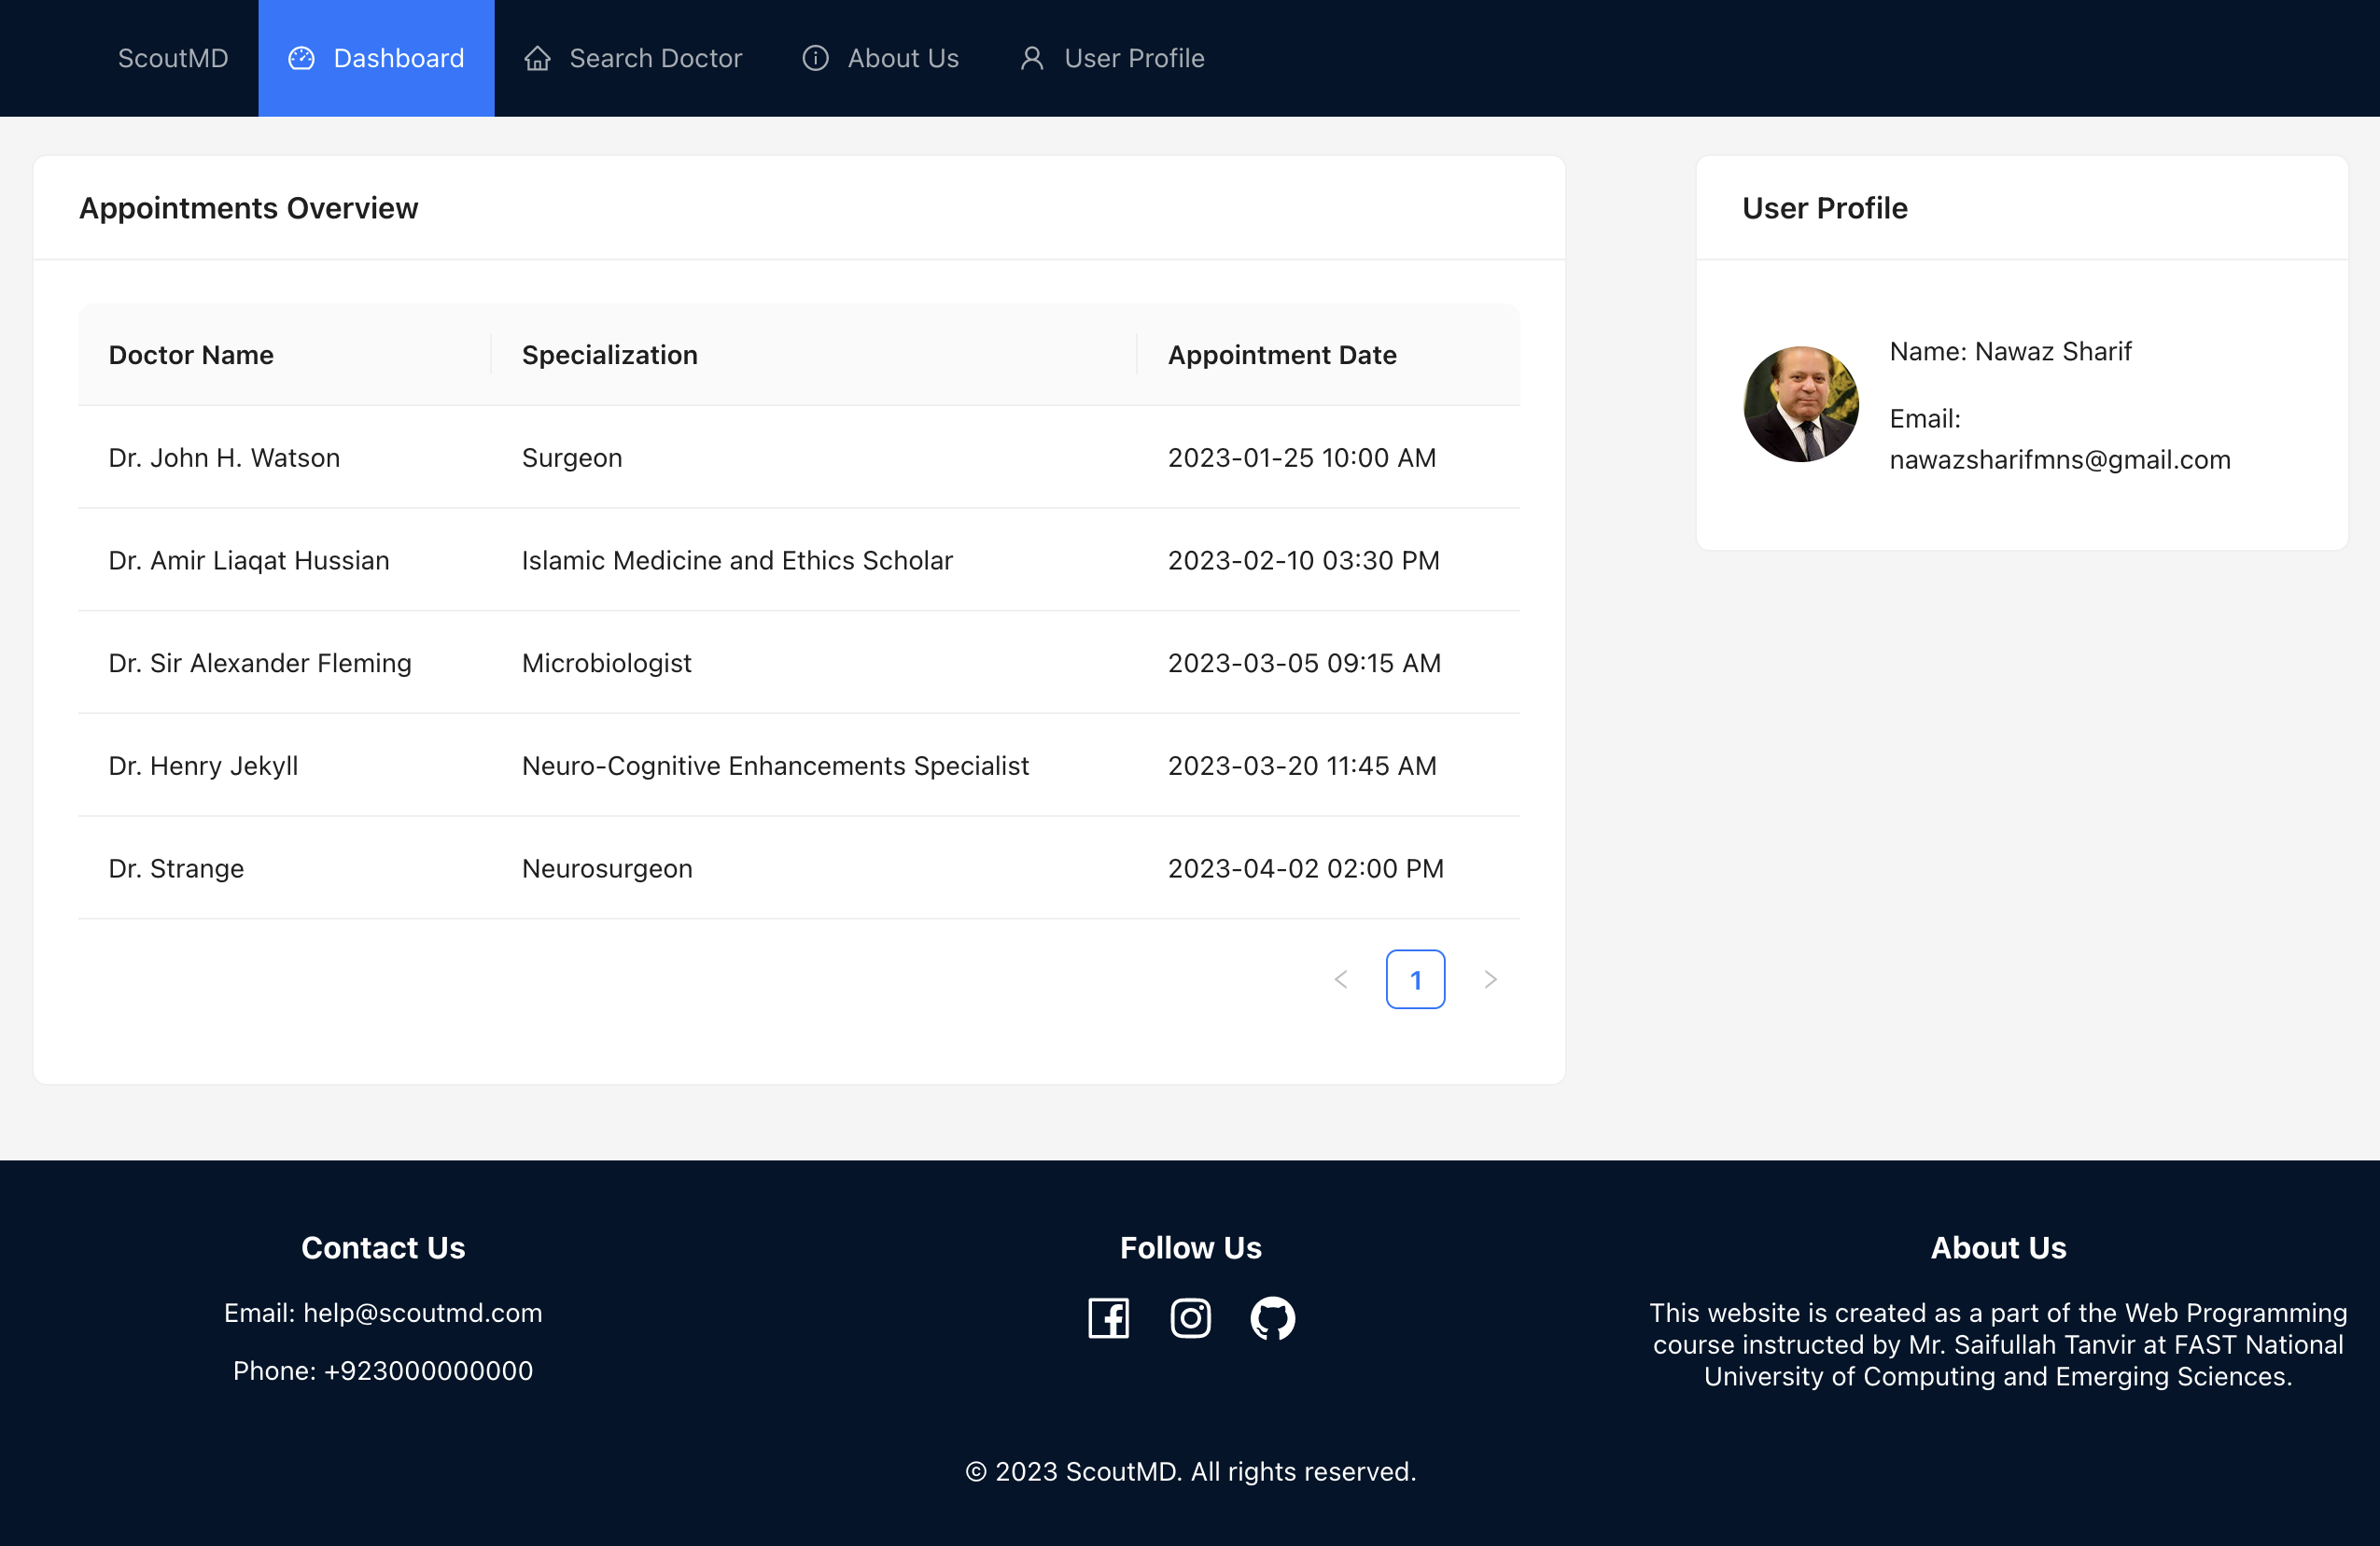 ScoutMD Dashboard Search Doctor About Us User Profile
Appointments Overview
Doctor Name Specialization Appointment Date
Dr. John H. Watson Surgeon 2023-01-25 10:00 AM
Dr. Amir Liaqat Hussian Islamic Medicine and Ethics Scholar 2023-02-10 03:30 PM
Dr. Sir Alexander Fleming Microbiologist 2023-03-05 09:15 AM
Dr. Henry Jekyll Neuro-Cognitive Enhancements Specialist 2023-03-20 11:45 AM
Dr. Strange Neurosurgeon 2023-04-02 02:00 PM
< 1 >
User Profile
Name: Nawaz Sharif
Email:
nawazsharifmns@gmail.com
Contact Us
Email: help@scoutmd.com
Phone: +923000000000
Follow Us
About Us
This website is created as a part of the Web Programming
course instructed by Mr. Saifullah Tanvir at FAST National
University of Computing and Emerging Sciences.
© 2023 ScoutMD. All rights reserved.